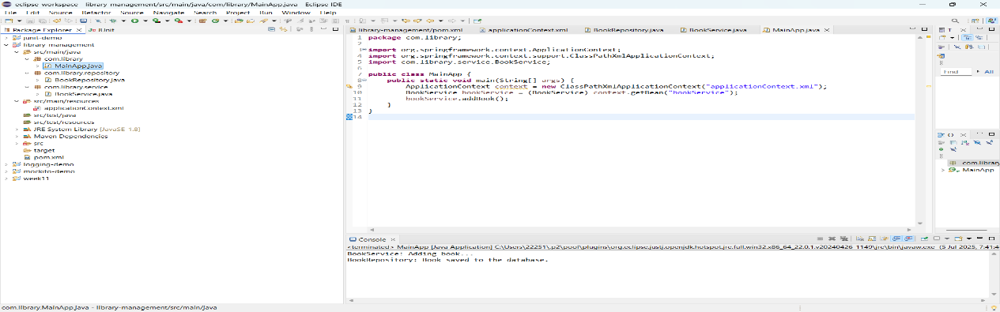 eclipse workspace - library-management/src/main/java/com/library/MainApp.java - Eclipse IDE
File Edit Source Refactor Source Navigate Search Project Run Window Help
Package Explorer JUnit
junit-demo
library-management
src/main/java
com.library
MainApp.java
com.library.repository
BookRepository.java
com.library.service
BookService.java
src/main/resources
applicationContext.xml
src/test/java
src/test/resources
JRE System Library [JavaSE-1.8]
Maven Dependencies
src
target
pom.xml
logging-demo
mockito-demo
week11
library-management/pom.xml applicationContext.xml BookRepository.java BookService.java MainApp.java
1 package com.library;
2
3 import org.springframework.context.ApplicationContext;
4 import org.springframework.context.support.ClassPathXmlApplicationContext;
5 import com.library.service.BookService;
6
7 public class MainApp {
8 public static void main(String[] args) {
9 ApplicationContext context = new ClassPathXmlApplicationContext("applicationContext.xml");
10 BookService bookService = (BookService) context.getBean("bookService");
11 bookService.addBook();
12 }
13 }
14
Find All
com.library
MainApp
Console
<terminated> MainApp [Java Application] C:\Users\22251\.p2\pool\plugins\org.eclipse.justj.openjdk.hotspot.jre.full.win32.x86_64_22.0.1.v20240426-1149\jre\bin\javaw.exe (5 Jul 2025, 7:41:4
BookService: Adding book...
BookRepository: Book saved to the database.
com.library.MainApp.java - library-management/src/main/java